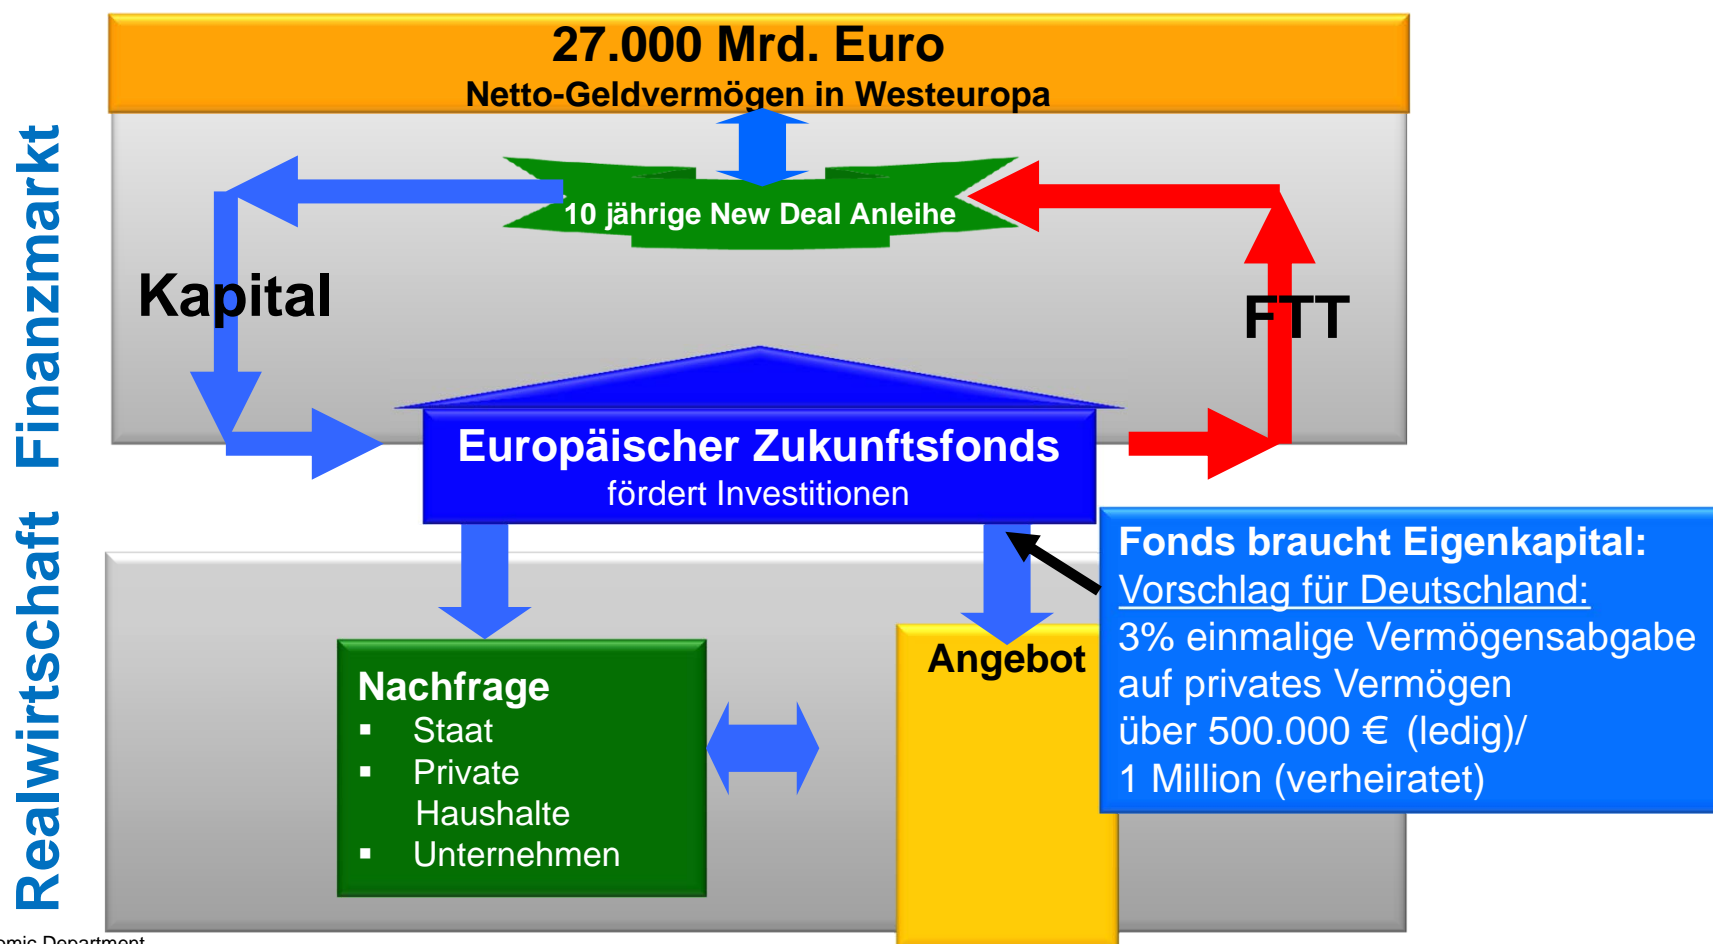 27.000 Mrd. Euro
Netto-Geldvermögen in Westeuropa
Finanzmarkt
10 jährige New Deal Anleihe
Kapital
FTT
Europäischer Zukunftsfonds
fördert Investitionen
Realwirtschaft
Fonds braucht Eigenkapital:
Vorschlag für Deutschland:
3% einmalige Vermögensabgabe
auf privates Vermögen
über 500.000 € (ledig)/
1 Million (verheiratet)
Nachfrage
▪ Staat
▪ Private
Haushalte
▪ Unternehmen
Angebot
Department